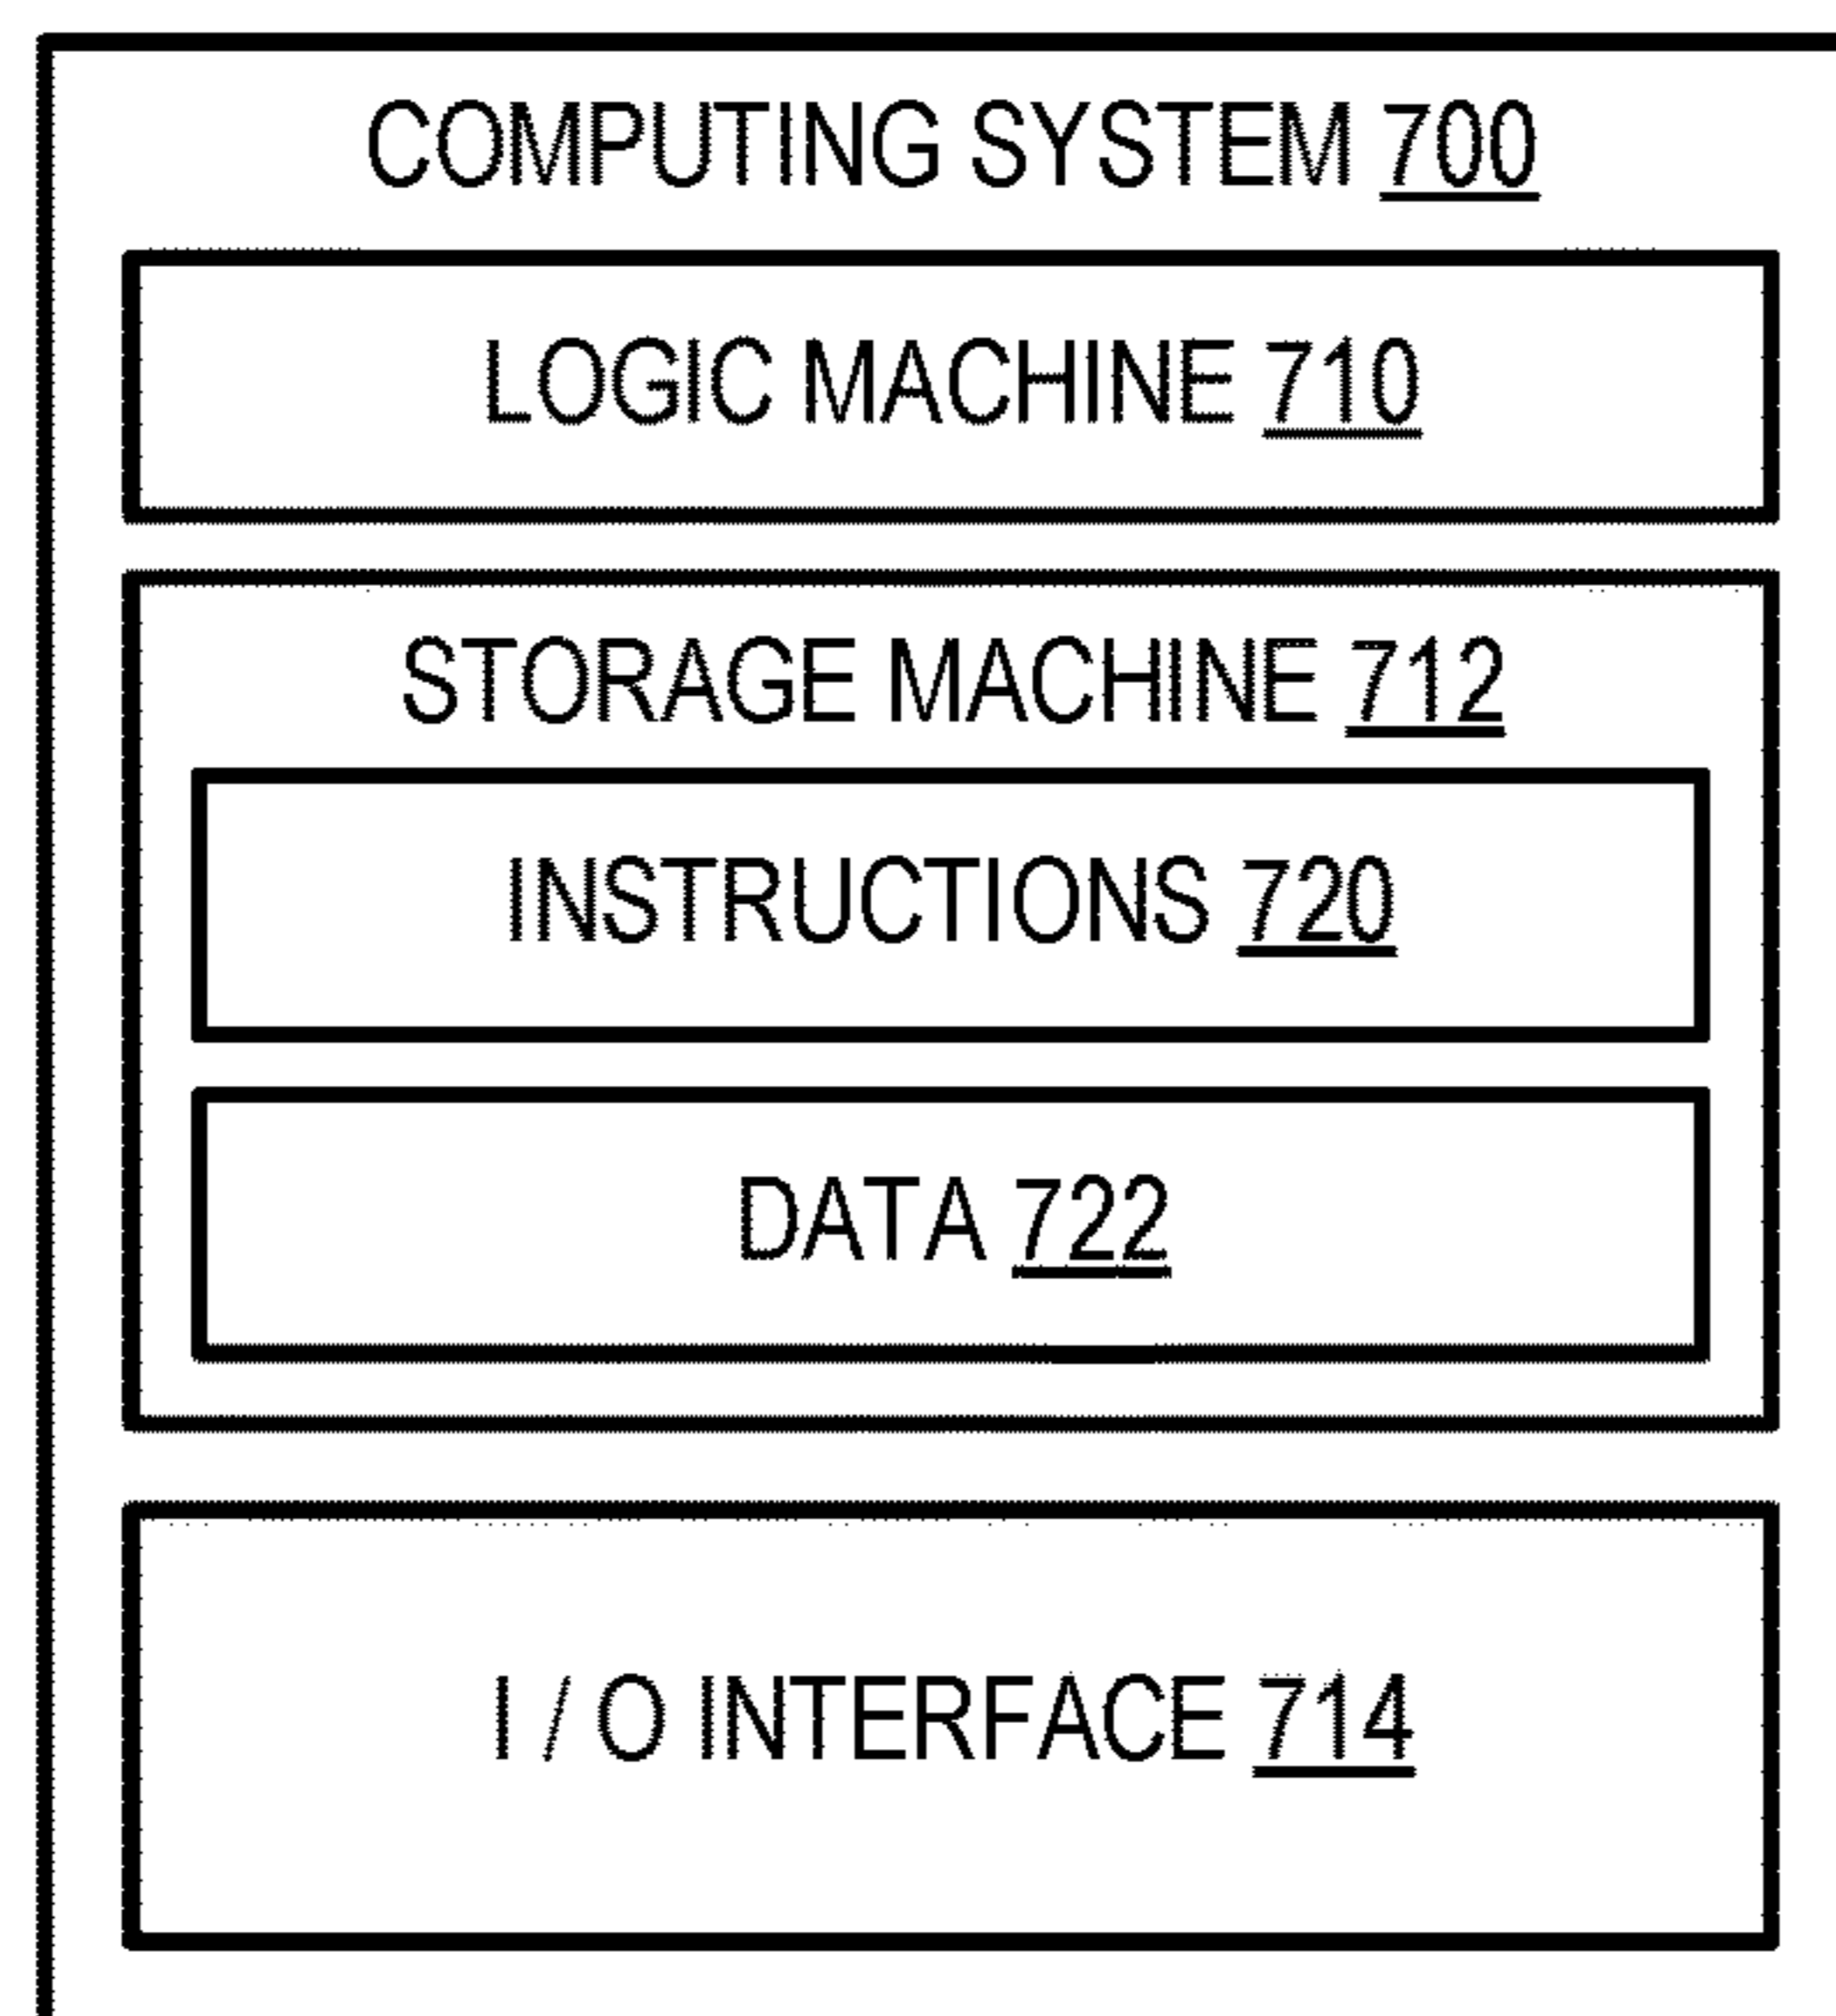 COMPUTING SYSTEM 700
LOGIC MACHINE 710
STORAGE MACHINE 712
INSTRUCTIONS 720
DATA 722
I / O INTERFACE 714